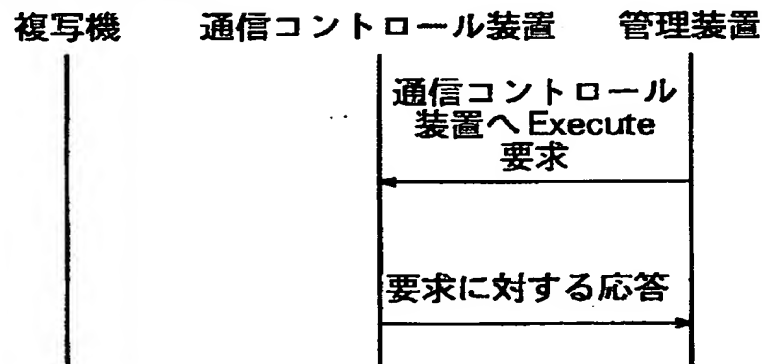 複写機 通信コントロール装置 管理装置
通信コントロール
装置へExecute
要求
要求に対する応答